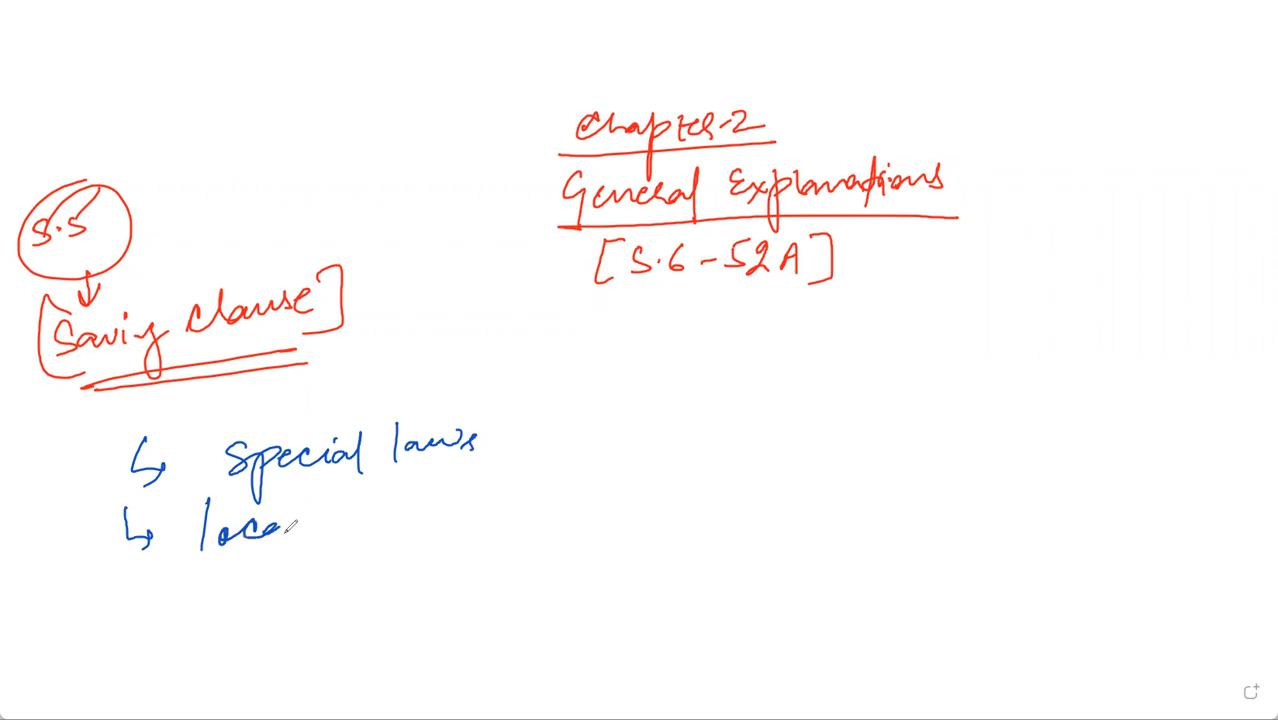 Chapter-2
General Explanations
[S.6-52A]
S.5
[Saving Clause]
Special laws
loca